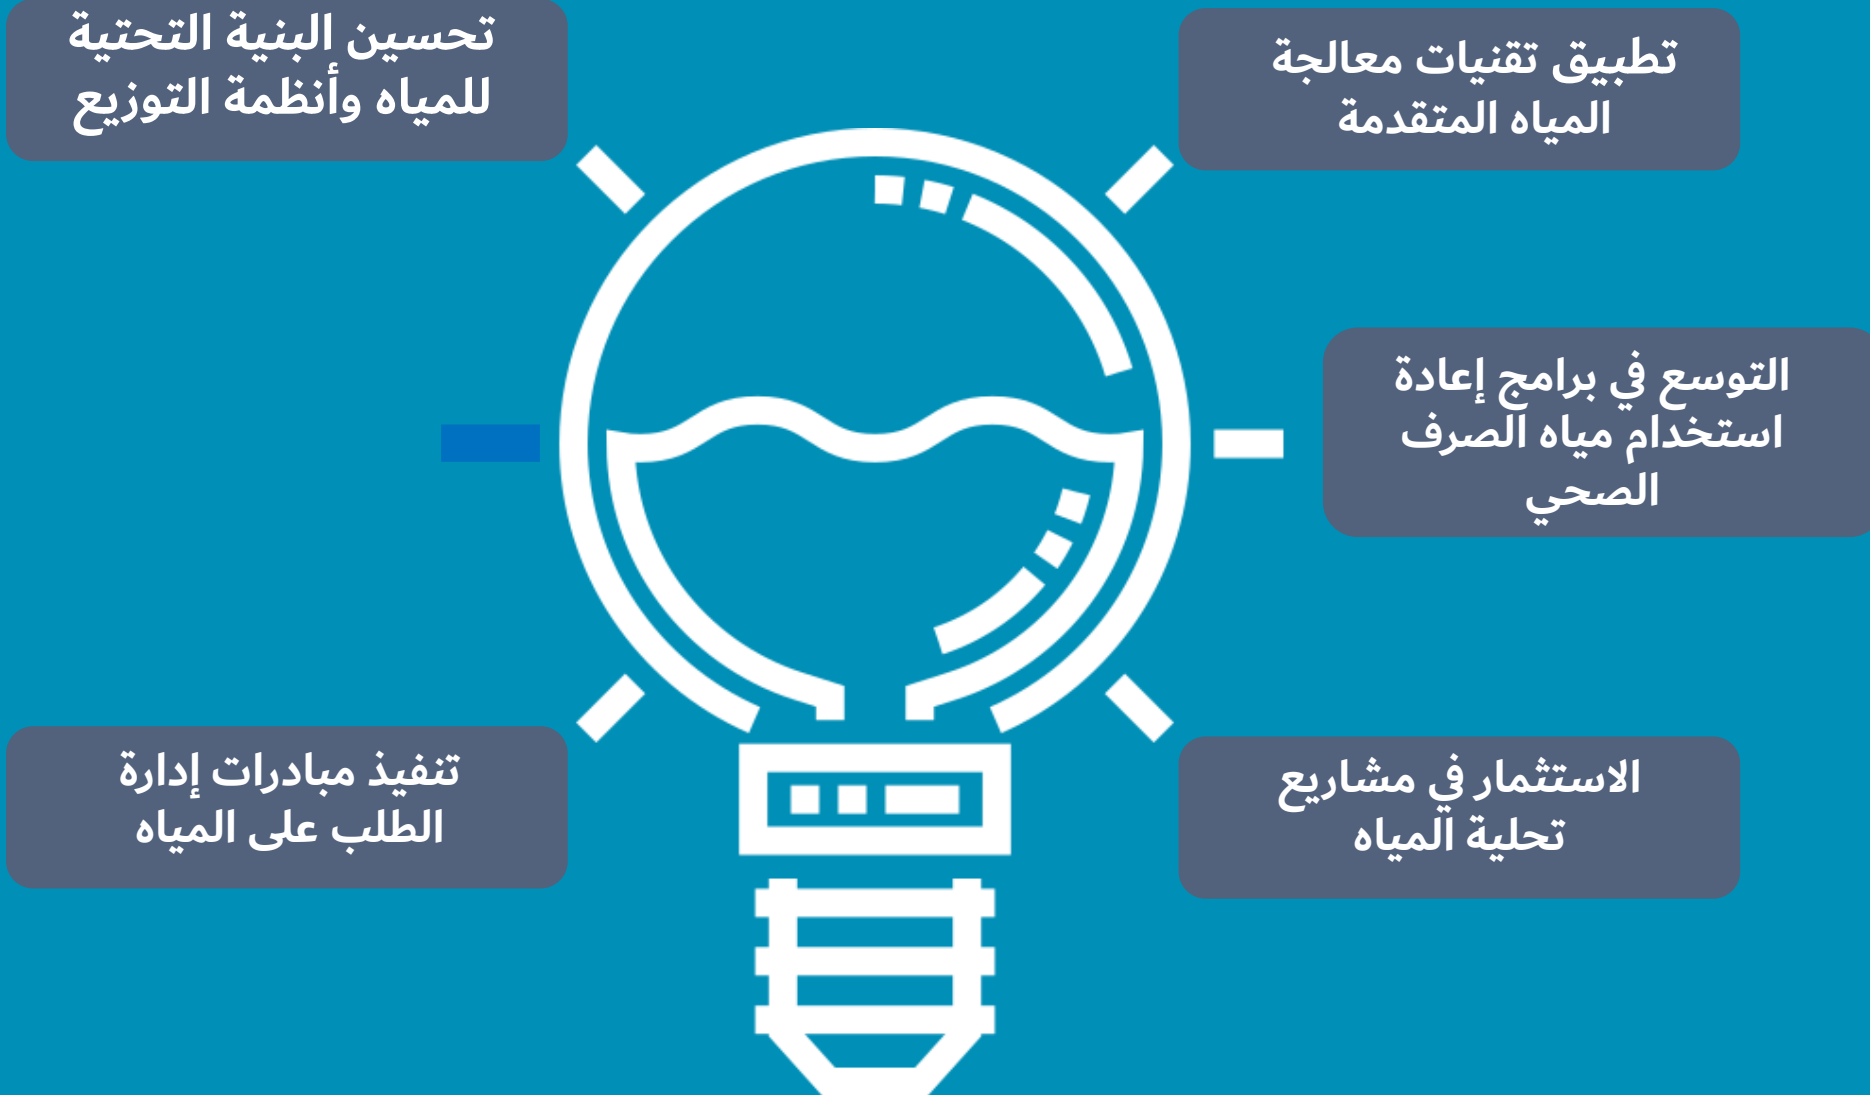 تطبيق تقنيات معالجة
المياه المتقدمة
تحسين البنية التحتية
للمياه وأنظمة التوزيع
التوسع في برامج إعادة
استخدام مياه الصرف
الصحي
الاستثمار في مشاريع
تحلية المياه
تنفيذ مبادرات إدارة
الطلب على المياه